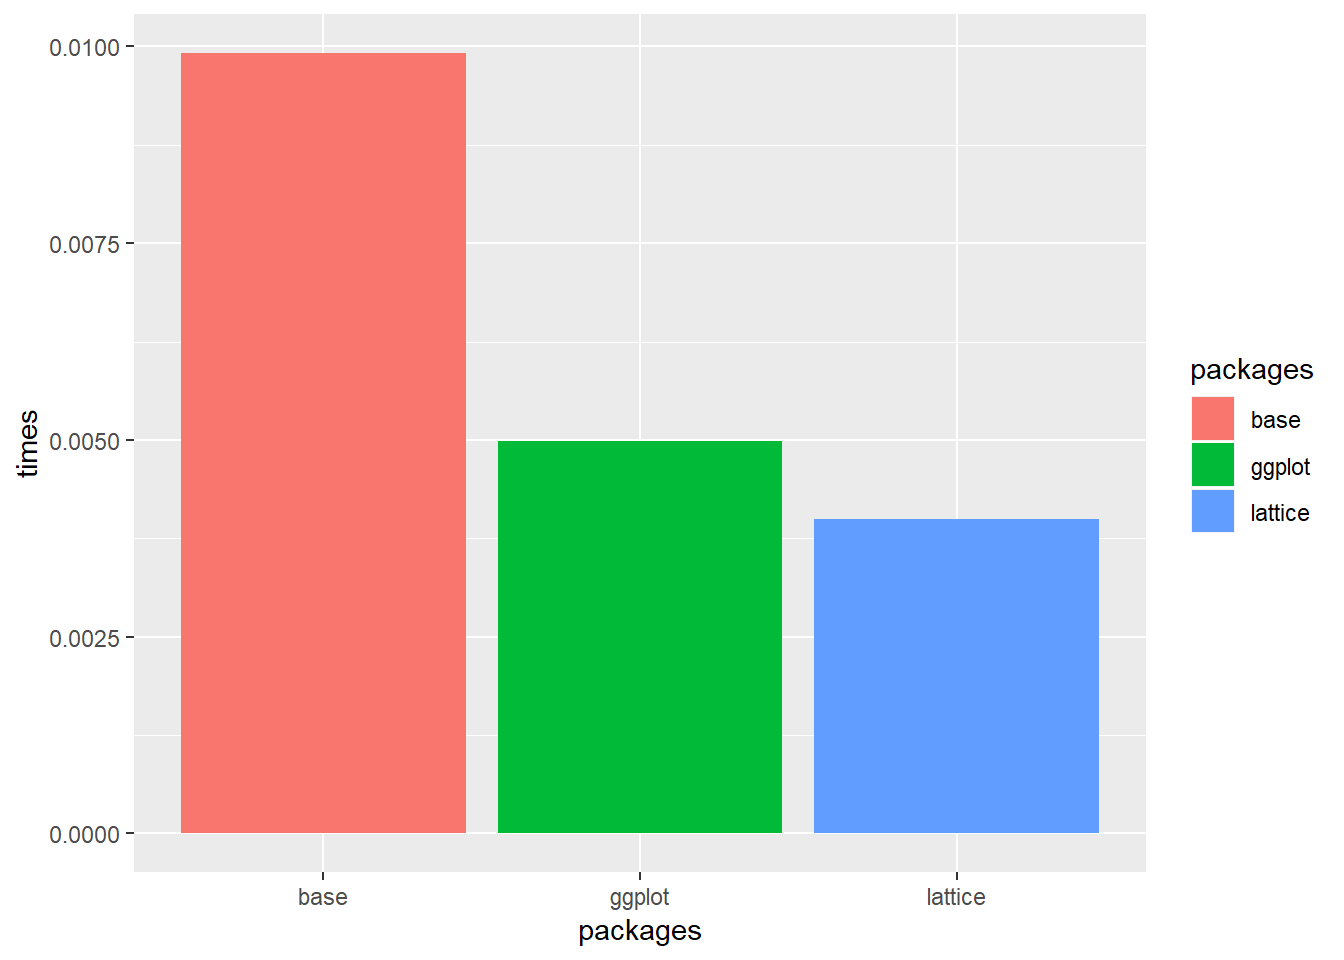 0.0100
0.0075
0.0050
0.0025
0.0000
times
base
ggplot
lattice
packages
packages
base
ggplot
lattice